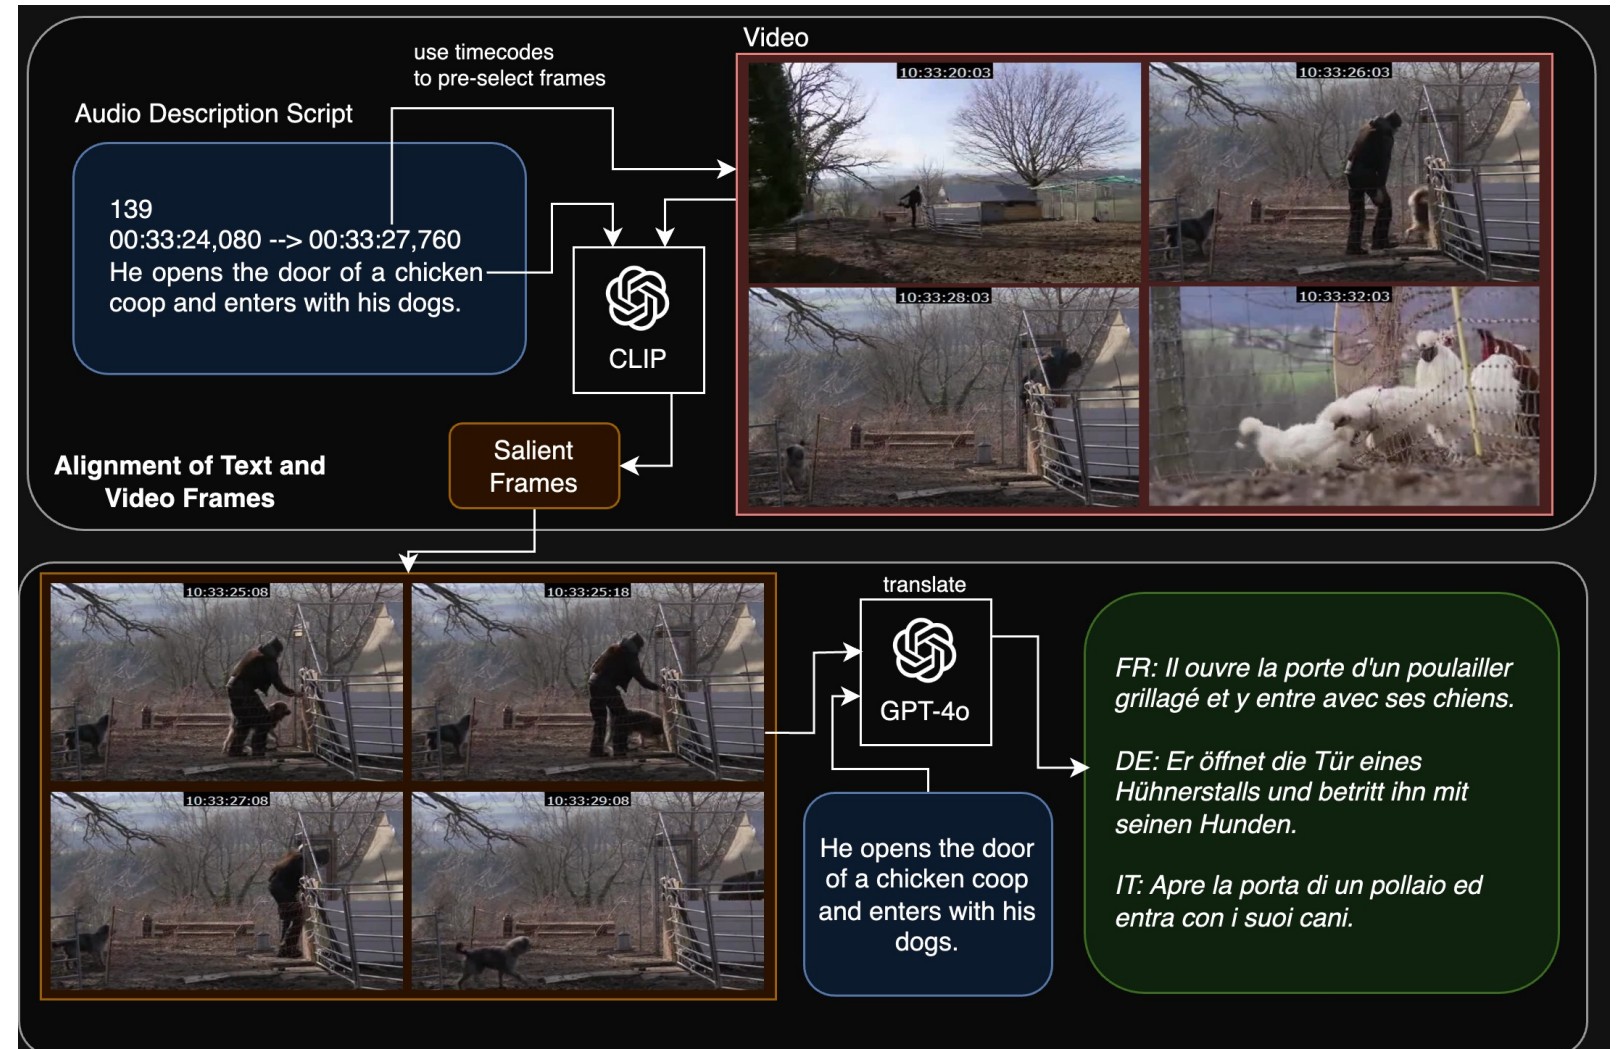 use timecodes
to pre-select frames
Video
Audio Description Script
139
00:33:24,080 --> 00:33:27,760
He opens the door of a chicken
coop and enters with his dogs.
CLIP
10:33:20:03
10:33:26:03
10:33:28:03
10:33:32:03
Alignment of Text and
Video Frames
Salient
Frames
10:33:25:08
10:33:25:18
10:33:27:08
10:33:29:08
translate
GPT-4o
He opens the door
of a chicken coop
and enters with his
dogs.
FR: Il ouvre la porte d'un poulailler
grillagé et y entre avec ses chiens.
DE: Er öffnet die Tür eines
Hühnerstalls und betritt ihn mit
seinen Hunden.
IT: Apre la porta di un pollaio ed
entra con i suoi cani.